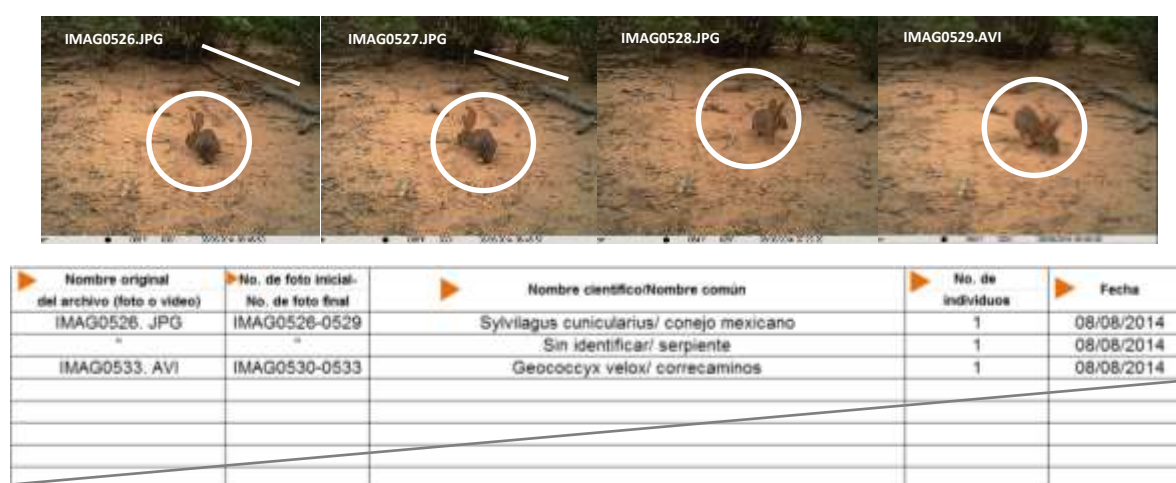 IMAG0526.JPG
IMAG0527.JPG
IMAG0528.JPG
IMAG0529.AVI
Nombre original
del archivo (foto o video)
No. de foto inicial-
No. de foto final
Nombre científico/Nombre común
No. de
individuos
Fecha
IMAG0526. JPG IMAG0526-0529 Sylvilagus cunicularius/ conejo mexicano 1 08/08/2014
" " Sin identificar/ serpiente 1 08/08/2014
IMAG0533. AVI IMAG0530-0533 Geococcyx velox/ correcaminos 1 08/08/2014